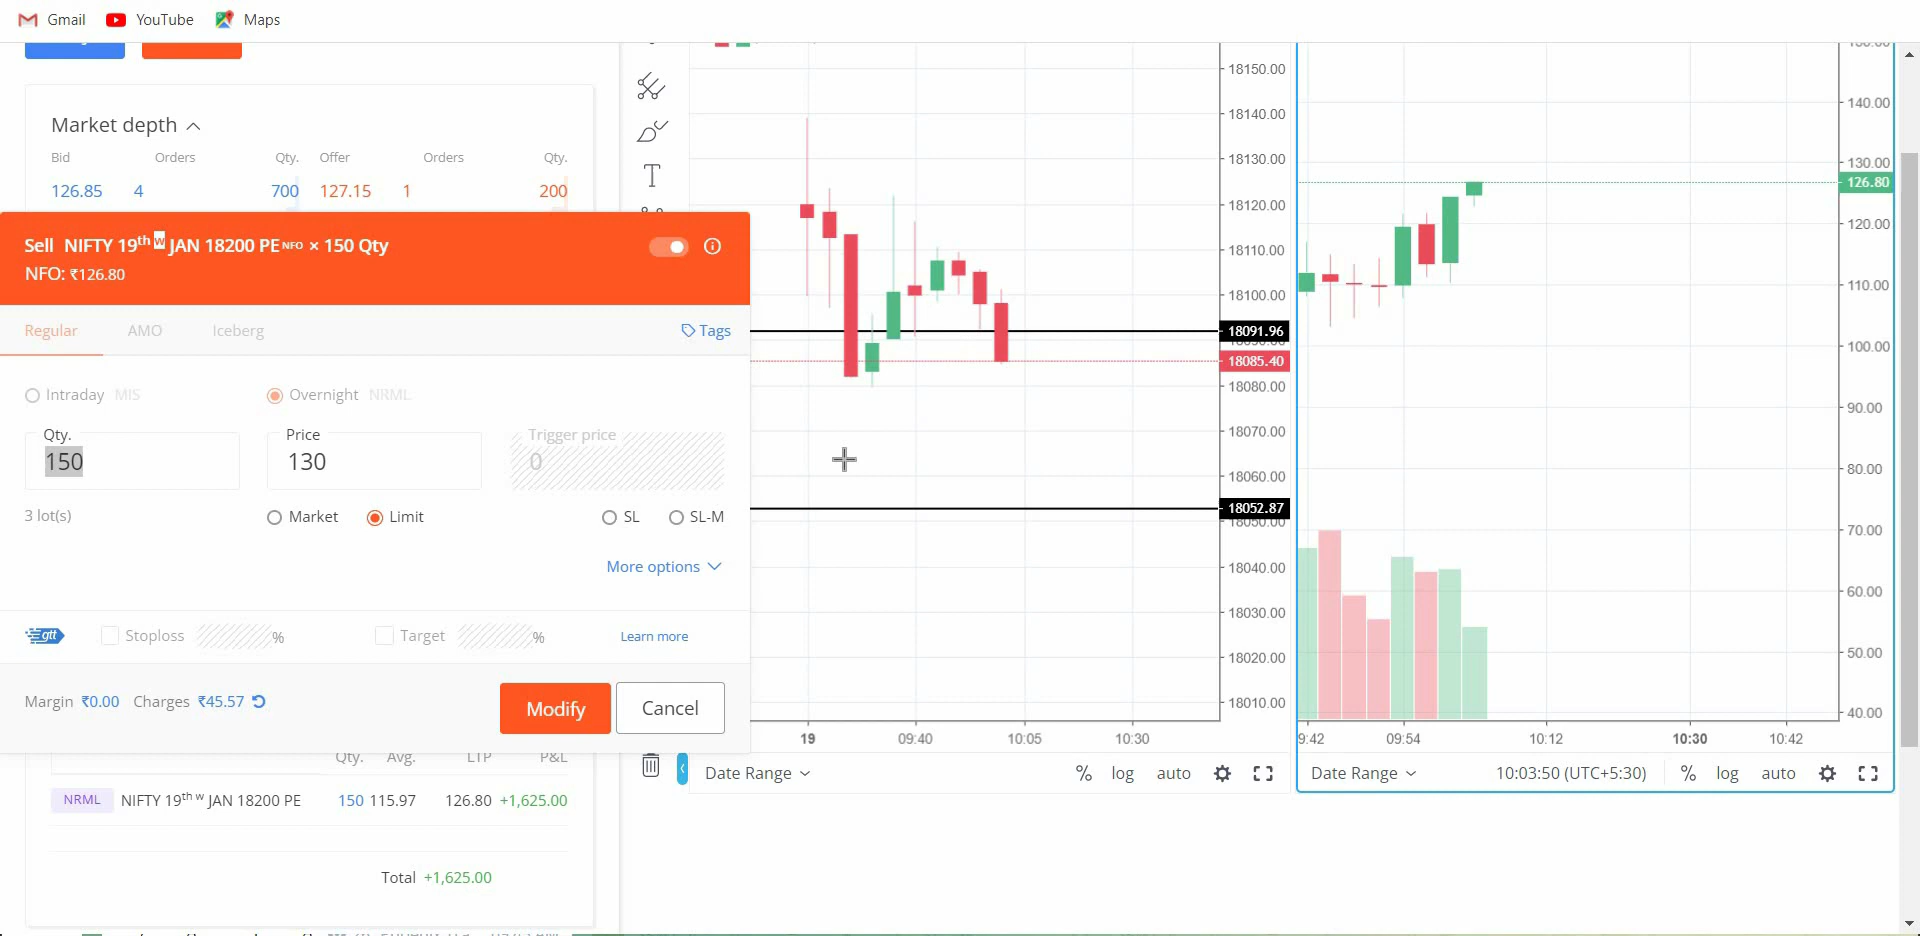 Gmail YouTube Maps
Market depth
Bid Orders Qty. Offer Orders Qty.
126.85 4 700 127.15 1 200
Sell NIFTY 19th w JAN 18200 PE NFO × 150 Qty
NFO: ₹126.80
Regular AMO Iceberg Tags
Intraday MIS Overnight NRML
Qty. Price Trigger price
150 130 0
3 lot(s) Market Limit SL SL-M
More options
gtt Stoploss % Target % Learn more
Margin ₹0.00 Charges ₹45.57
Modify Cancel
Qty. Avg. LTP P&L
NRML NIFTY 19th w JAN 18200 PE 150 115.97 126.80 +1,625.00
Total +1,625.00
T
18150.00
18140.00
18130.00
18120.00
18110.00
18100.00
18091.96
18085.40
18080.00
18070.00
18060.00
18052.87
18050.00
18040.00
18030.00
18020.00
18010.00
19 09:40 10:05 10:30
Date Range % log auto
140.00
130.00
126.80
120.00
110.00
100.00
90.00
80.00
70.00
60.00
50.00
40.00
9:42 09:54 10:12 10:30 10:42
Date Range 10:03:50 (UTC+5:30) % log auto